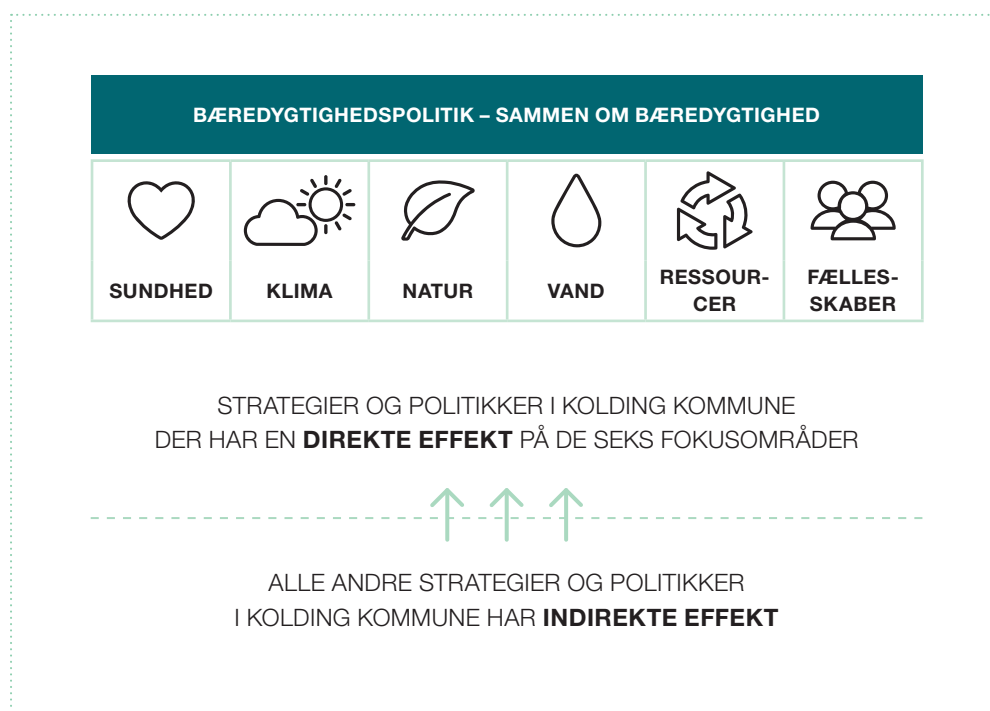 BÆREDYGTIGHEDSPOLITIK – SAMMEN OM BÆREDYGTIGHED
SUNDHED
KLIMA
NATUR
VAND
RESSOUR-
CER
FÆLLES-
SKABER
STRATEGIER OG POLITIKKER I KOLDING KOMMUNE
DER HAR EN DIREKTE EFFEKT PÅ DE SEKS FOKUSOMRÅDER
ALLE ANDRE STRATEGIER OG POLITIKKER
I KOLDING KOMMUNE HAR INDIREKTE EFFEKT